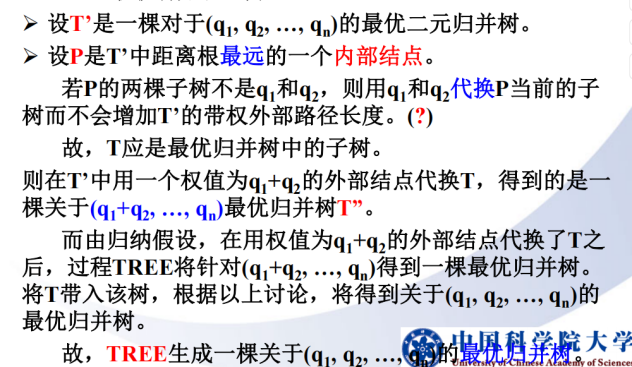 ➢ 设T’是一棵对于(q1, q2, …, qn)的最优二元归并树。
➢ 设P是T’中距离根最远的一个内部结点。
若P的两棵子树不是q1和q2，则用q1和q2代换P当前的子
树而不会增加T’的带权外部路径长度。(?)
故，T应是最优归并树中的子树。
则在T’中用一个权值为q1+q2的外部结点代换T，得到的是一
棵关于(q1+q2, …, qn)最优归并树T”。
而由归纳假设，在用权值为q1+q2的外部结点代换了T之
后，过程TREE将针对(q1+q2, …, qn)得到一棵最优归并树。
将T带入该树，根据以上讨论，将得到关于(q1, q2, …, qn)的
最优归并树。
故，TREE生成一棵关于(q1, q2, …, qn)的最优归并树。
中国科学院大学
University of Chinese Academy of Sciences